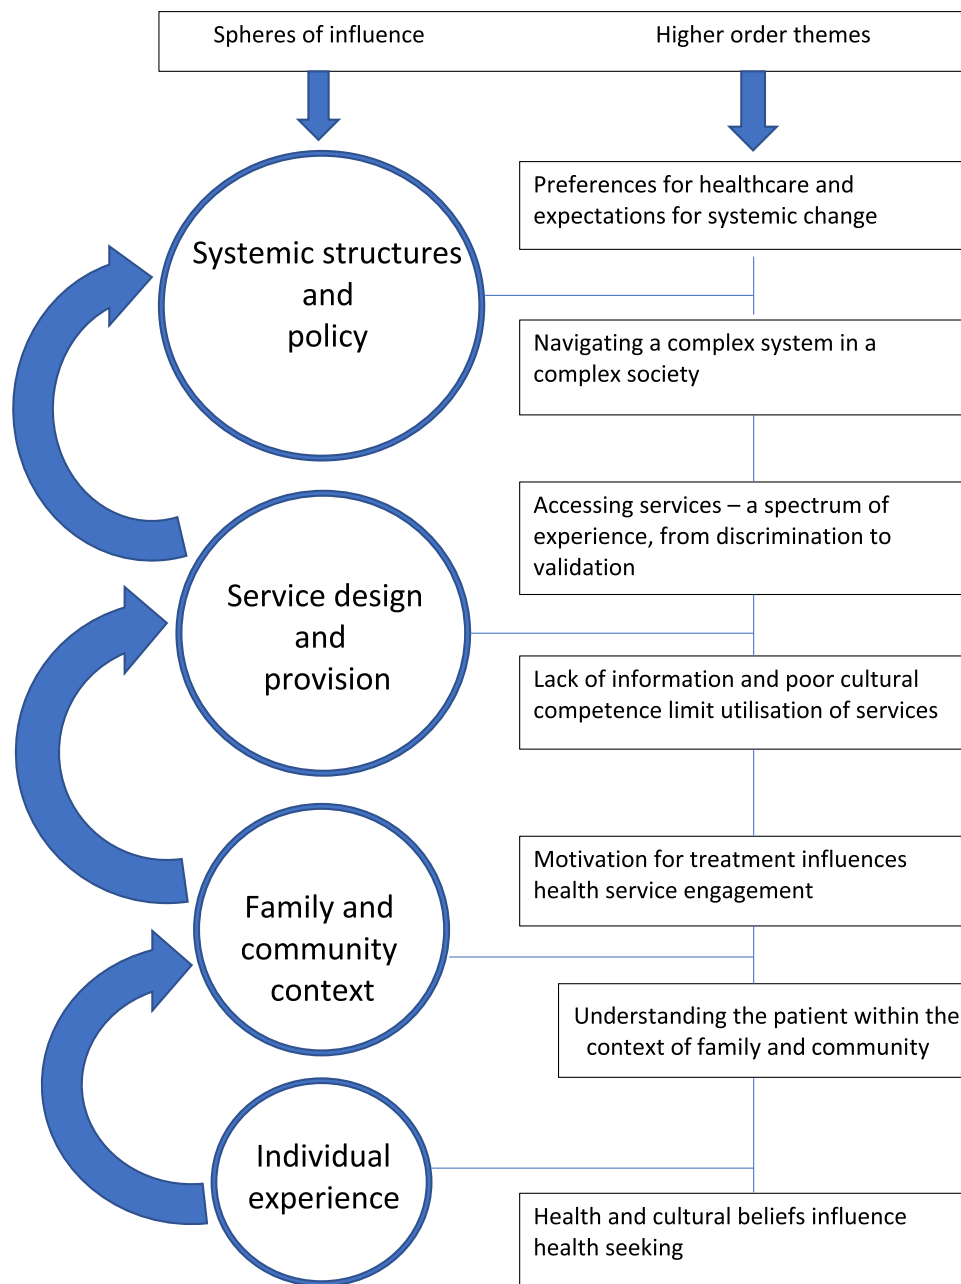 Spheres of influence
Higher order themes
Systemic structures
and
policy
Preferences for healthcare and
expectations for systemic change
Navigating a complex system in a
complex society
Service design
and
provision
Accessing services – a spectrum of
experience, from discrimination to
validation
Lack of information and poor cultural
competence limit utilisation of services
Family and
community
context
Motivation for treatment influences
health service engagement
Understanding the patient within the
context of family and community
Individual
experience
Health and cultural beliefs influence
health seeking